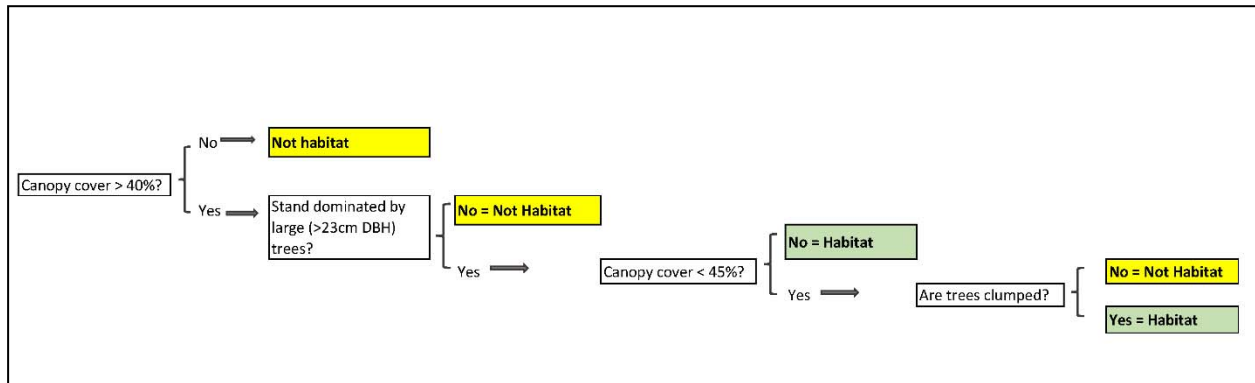 No
Not habitat
Canopy cover > 40%?
Yes
Stand dominated by
large (>23cm DBH)
trees?
No = Not Habitat
Yes
Canopy cover < 45%?
No = Habitat
Yes
Are trees clumped?
No = Not Habitat
Yes = Habitat